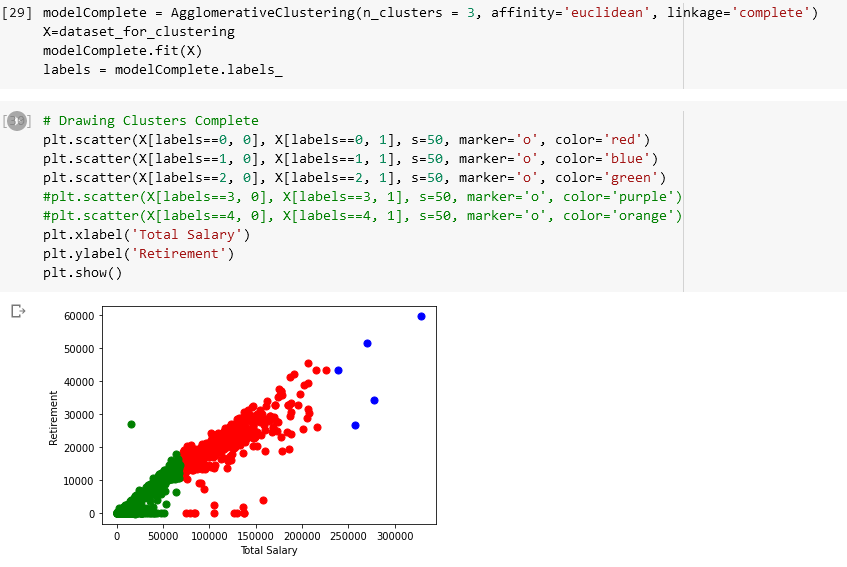 [29] modelComplete = AgglomerativeClustering(n_clusters = 3, affinity='euclidean', linkage='complete')
X=dataset_for_clustering
modelComplete.fit(X)
labels = modelComplete.labels_
# Drawing Clusters Complete
plt.scatter(X[labels==0, 0], X[labels==0, 1], s=50, marker='o', color='red')
plt.scatter(X[labels==1, 0], X[labels==1, 1], s=50, marker='o', color='blue')
plt.scatter(X[labels==2, 0], X[labels==2, 1], s=50, marker='o', color='green')
#plt.scatter(X[labels==3, 0], X[labels==3, 1], s=50, marker='o', color='purple')
#plt.scatter(X[labels==4, 0], X[labels==4, 1], s=50, marker='o', color='orange')
plt.xlabel('Total Salary')
plt.ylabel('Retirement')
plt.show()
60000
50000
40000
30000
20000
10000
0
Retirement
0 50000 100000 150000 200000 250000 300000
Total Salary